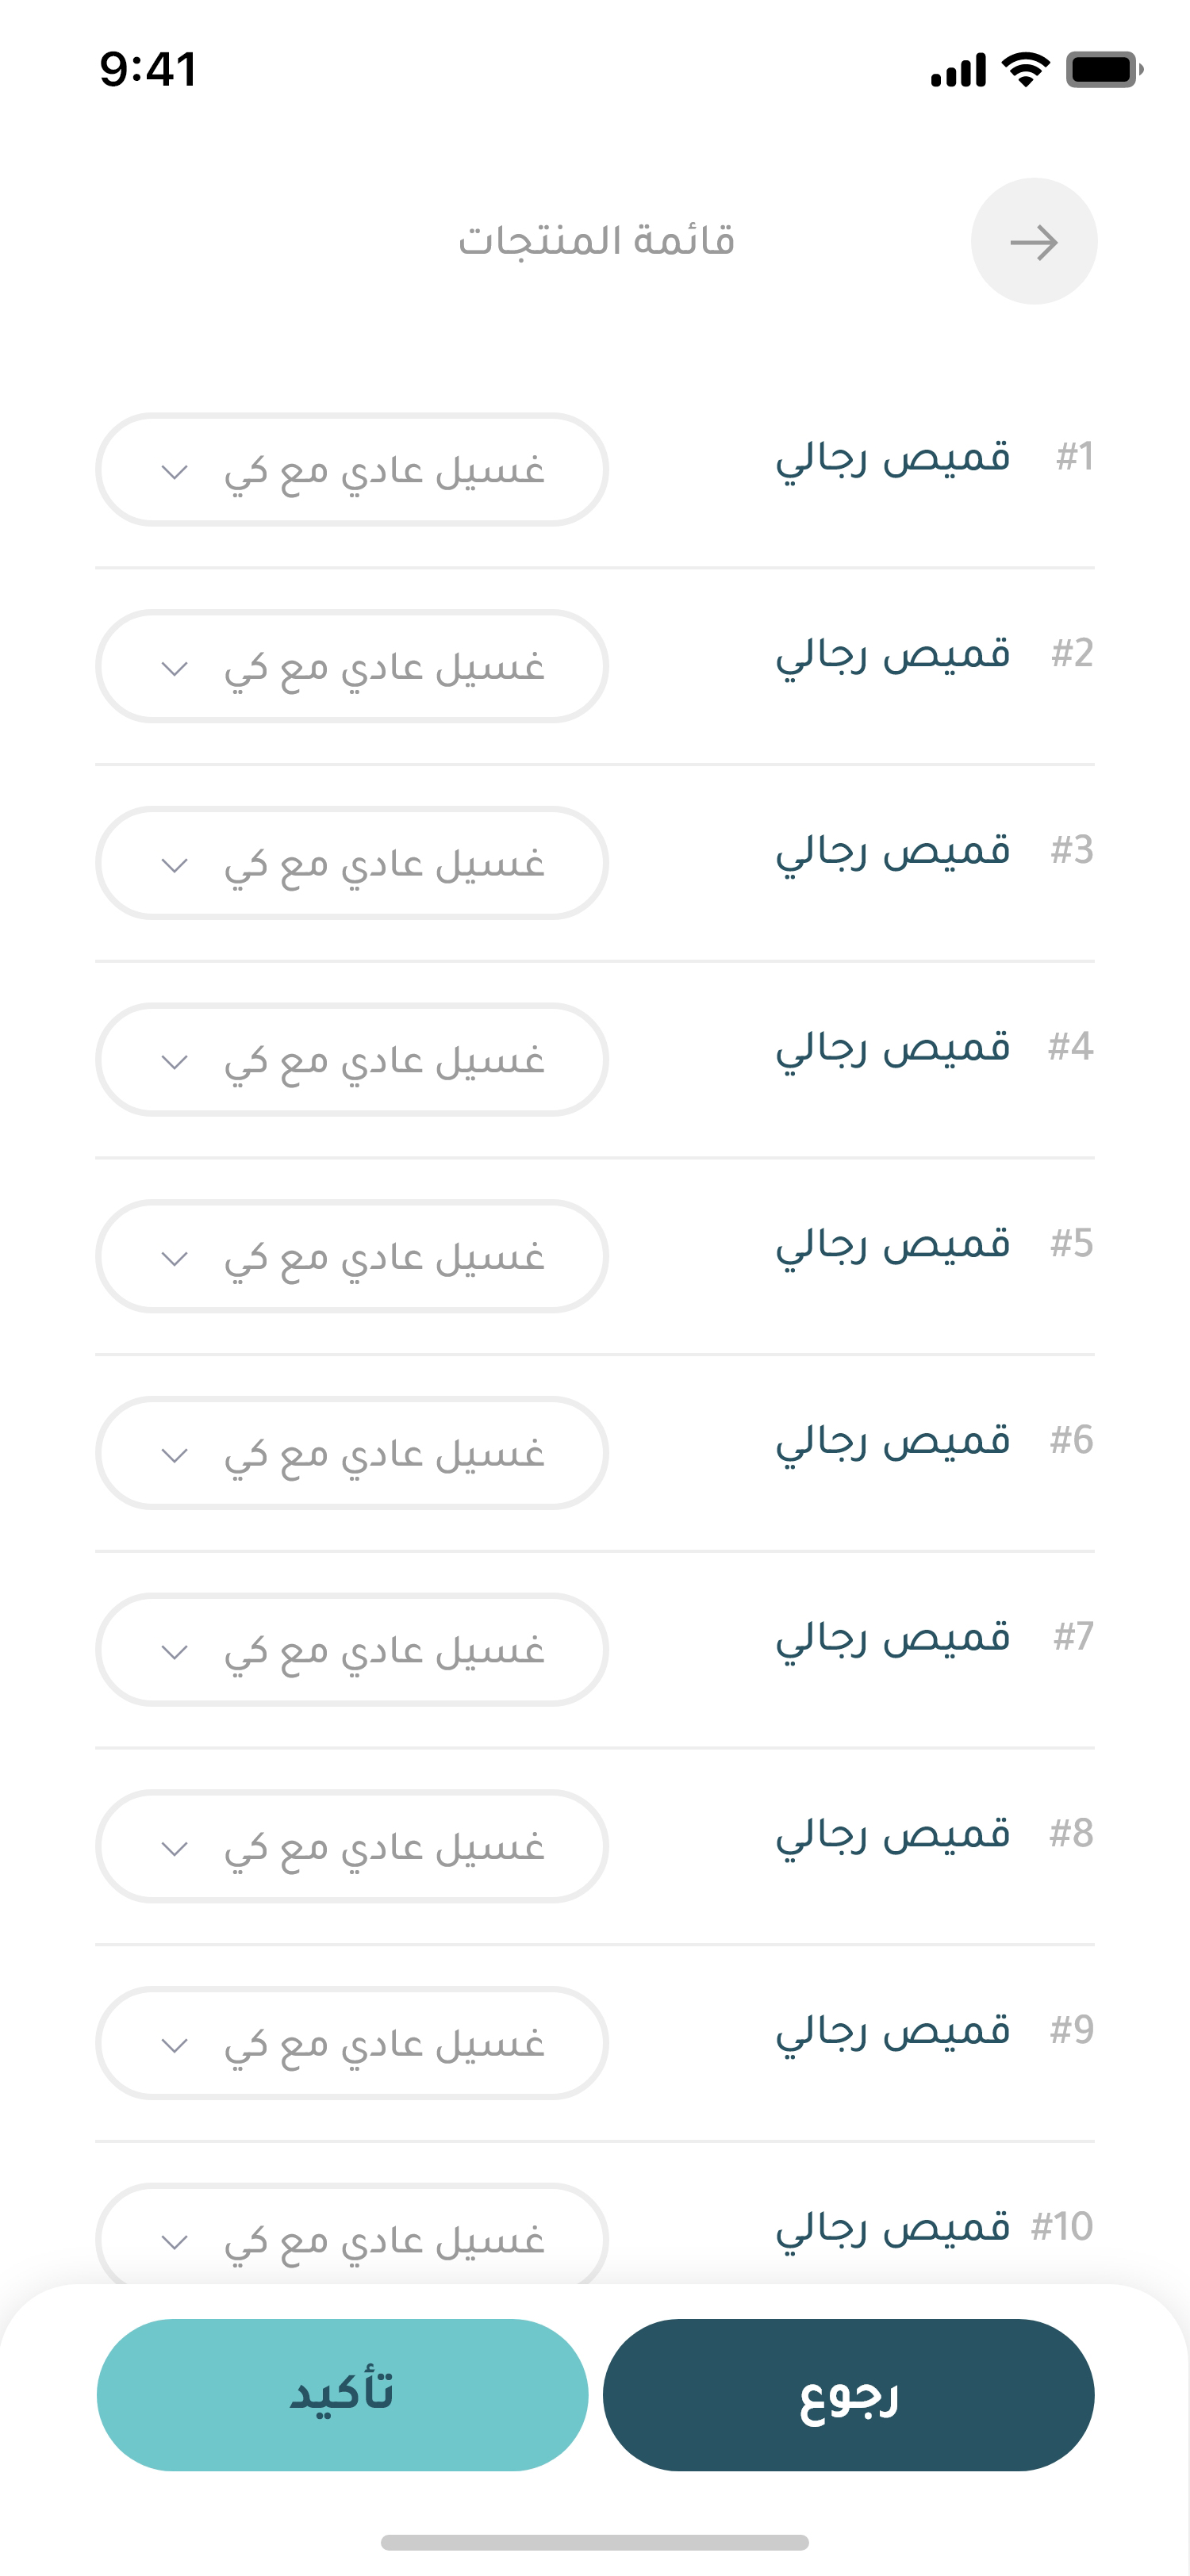 9:41
قائمة المنتجات
#1 قميص رجالي غسيل عادي مع كي
#2 قميص رجالي غسيل عادي مع كي
#3 قميص رجالي غسيل عادي مع كي
#4 قميص رجالي غسيل عادي مع كي
#5 قميص رجالي غسيل عادي مع كي
#6 قميص رجالي غسيل عادي مع كي
#7 قميص رجالي غسيل عادي مع كي
#8 قميص رجالي غسيل عادي مع كي
#9 قميص رجالي غسيل عادي مع كي
#10 قميص رجالي غسيل عادي مع كي
رجوع تأكيد